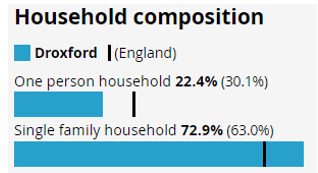 Household composition
Droxford (England)
One person household 22.4% (30.1%)
Single family household 72.9% (63.0%)